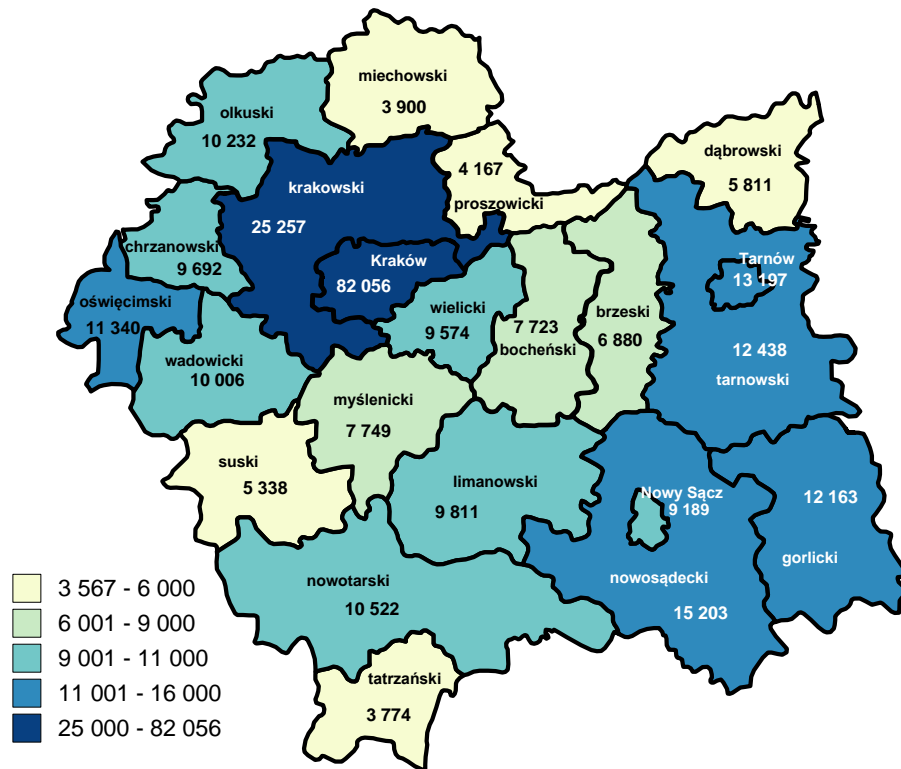 miechowski
3 900
olkuski
10 232
dąbrowski
5 811
4 167
proszowicki
krakowski
25 257
chrzanowski
9 692
Kraków
82 056
Tarnów
13 197
oświęcimski
11 340
wielicki
9 574
7 723
bocheński
brzeski
6 880
12 438
tarnowski
wadowicki
10 006
myślenicki
7 749
suski
5 338
limanowski
9 811
Nowy Sącz
9 189
12 163
gorlicki
nowotarski
10 522
nowosądecki
15 203
tatrzański
3 774
3 567 - 6 000
6 001 - 9 000
9 001 - 11 000
11 001 - 16 000
25 000 - 82 056